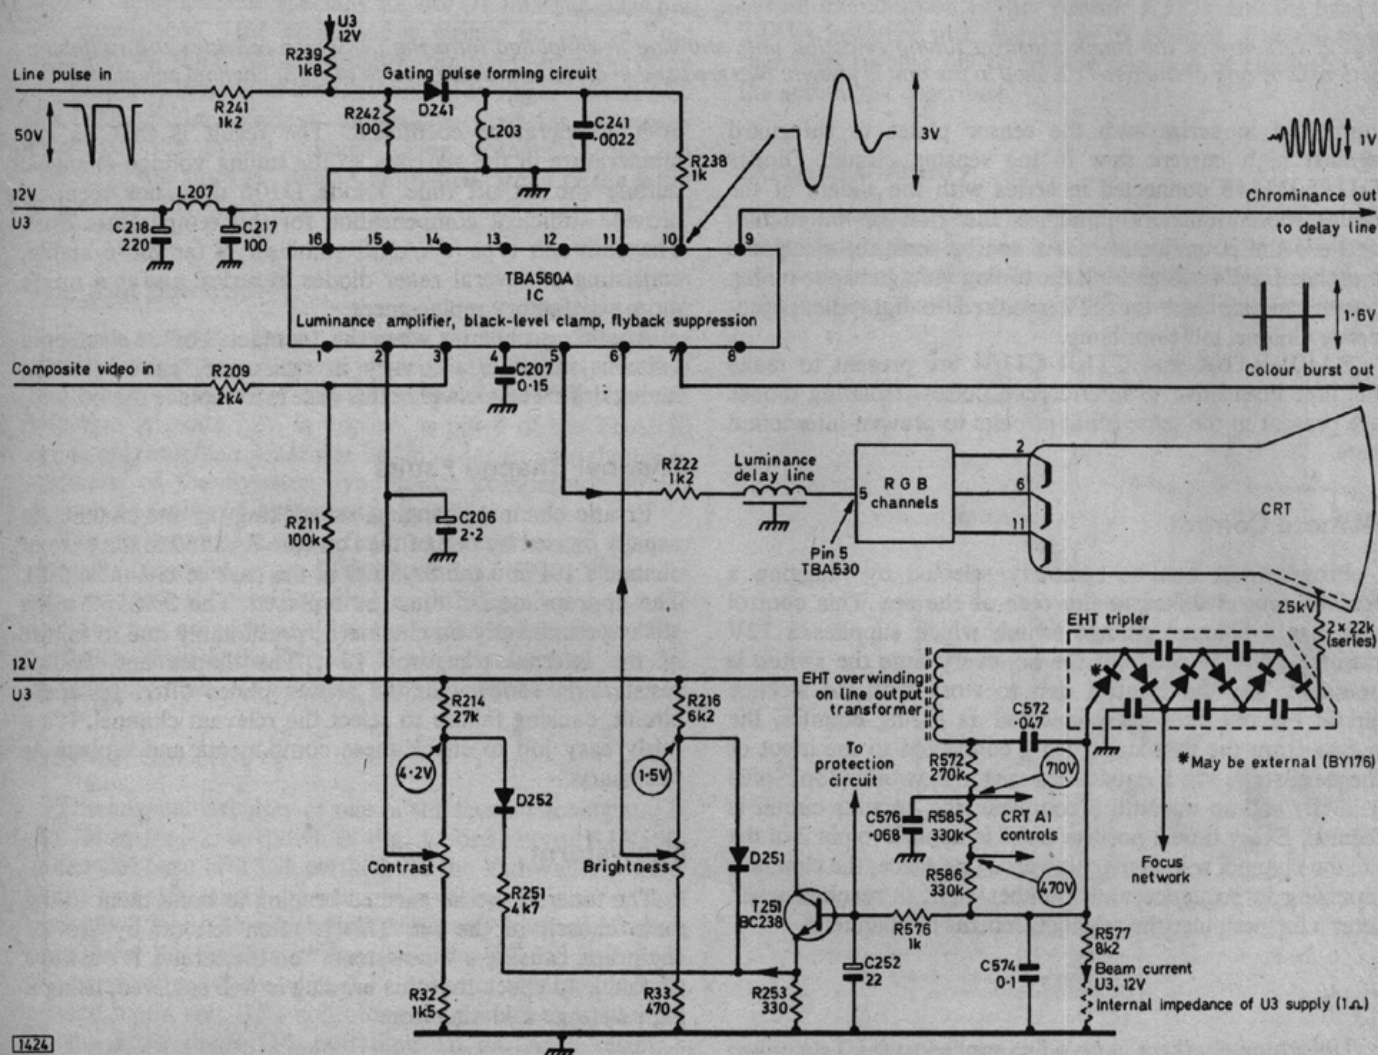 U3
12V
R239
1k8
Line pulse in
Gating pulse forming circuit
R241
1k2
R242
100
D241
L203
C241
.0022
50V
3V
1V
R238
1k
12V
U3
L207
C218
220
C217
100
Chrominance out
to delay line
16 15 14 13 12 11 10 9
TBA560A
IC
Luminance amplifier, black-level clamp, flyback suppression
1 2 3 4 5 6 7 8
1·6V
Composite video in
R209
2k4
C207
0·15
Colour burst out
R222
1k2
Luminance
delay line
5
R G B
channels
2
6
11
CRT
Pin 5
TBA530
R211
100k
C206
2·2
25kV
EHT tripler
2 × 22k
(series)
12V
U3
EHT overwinding
on line output
transformer
*
C572
·047
*May be external (BY176)
R214
27k
R216
6k2
4·2V
1·5V
To
protection
circuit
R572
270k
710V
D252
C576
·068
R585
330k
CRT A1
controls
Contrast
Brightness
D251
R586
330k
470V
Focus
network
R251
4k7
T251
BC238
R576
1k
R577
8k2
C252
22
C574
0·1
Beam current
U3, 12V
Internal impedance of U3 supply (1Ω)
R32
1k5
R33
470
R253
330
1424